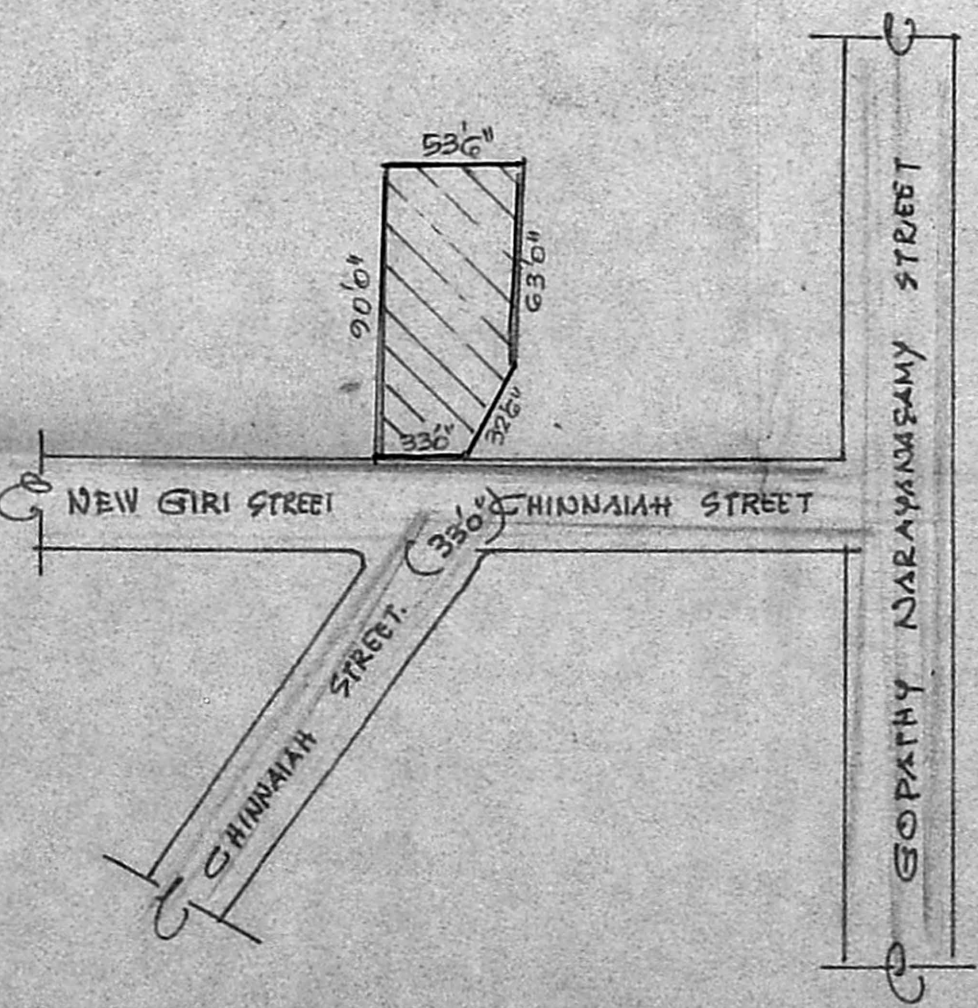 53'6"
90'0"
63'0"
32'6"
33'0"
NEW GIRI STREET
(33'0")
CHINNAIAH STREET
CHINNAIAH STREET.
GOPATHY NARAYANASAMY STREET